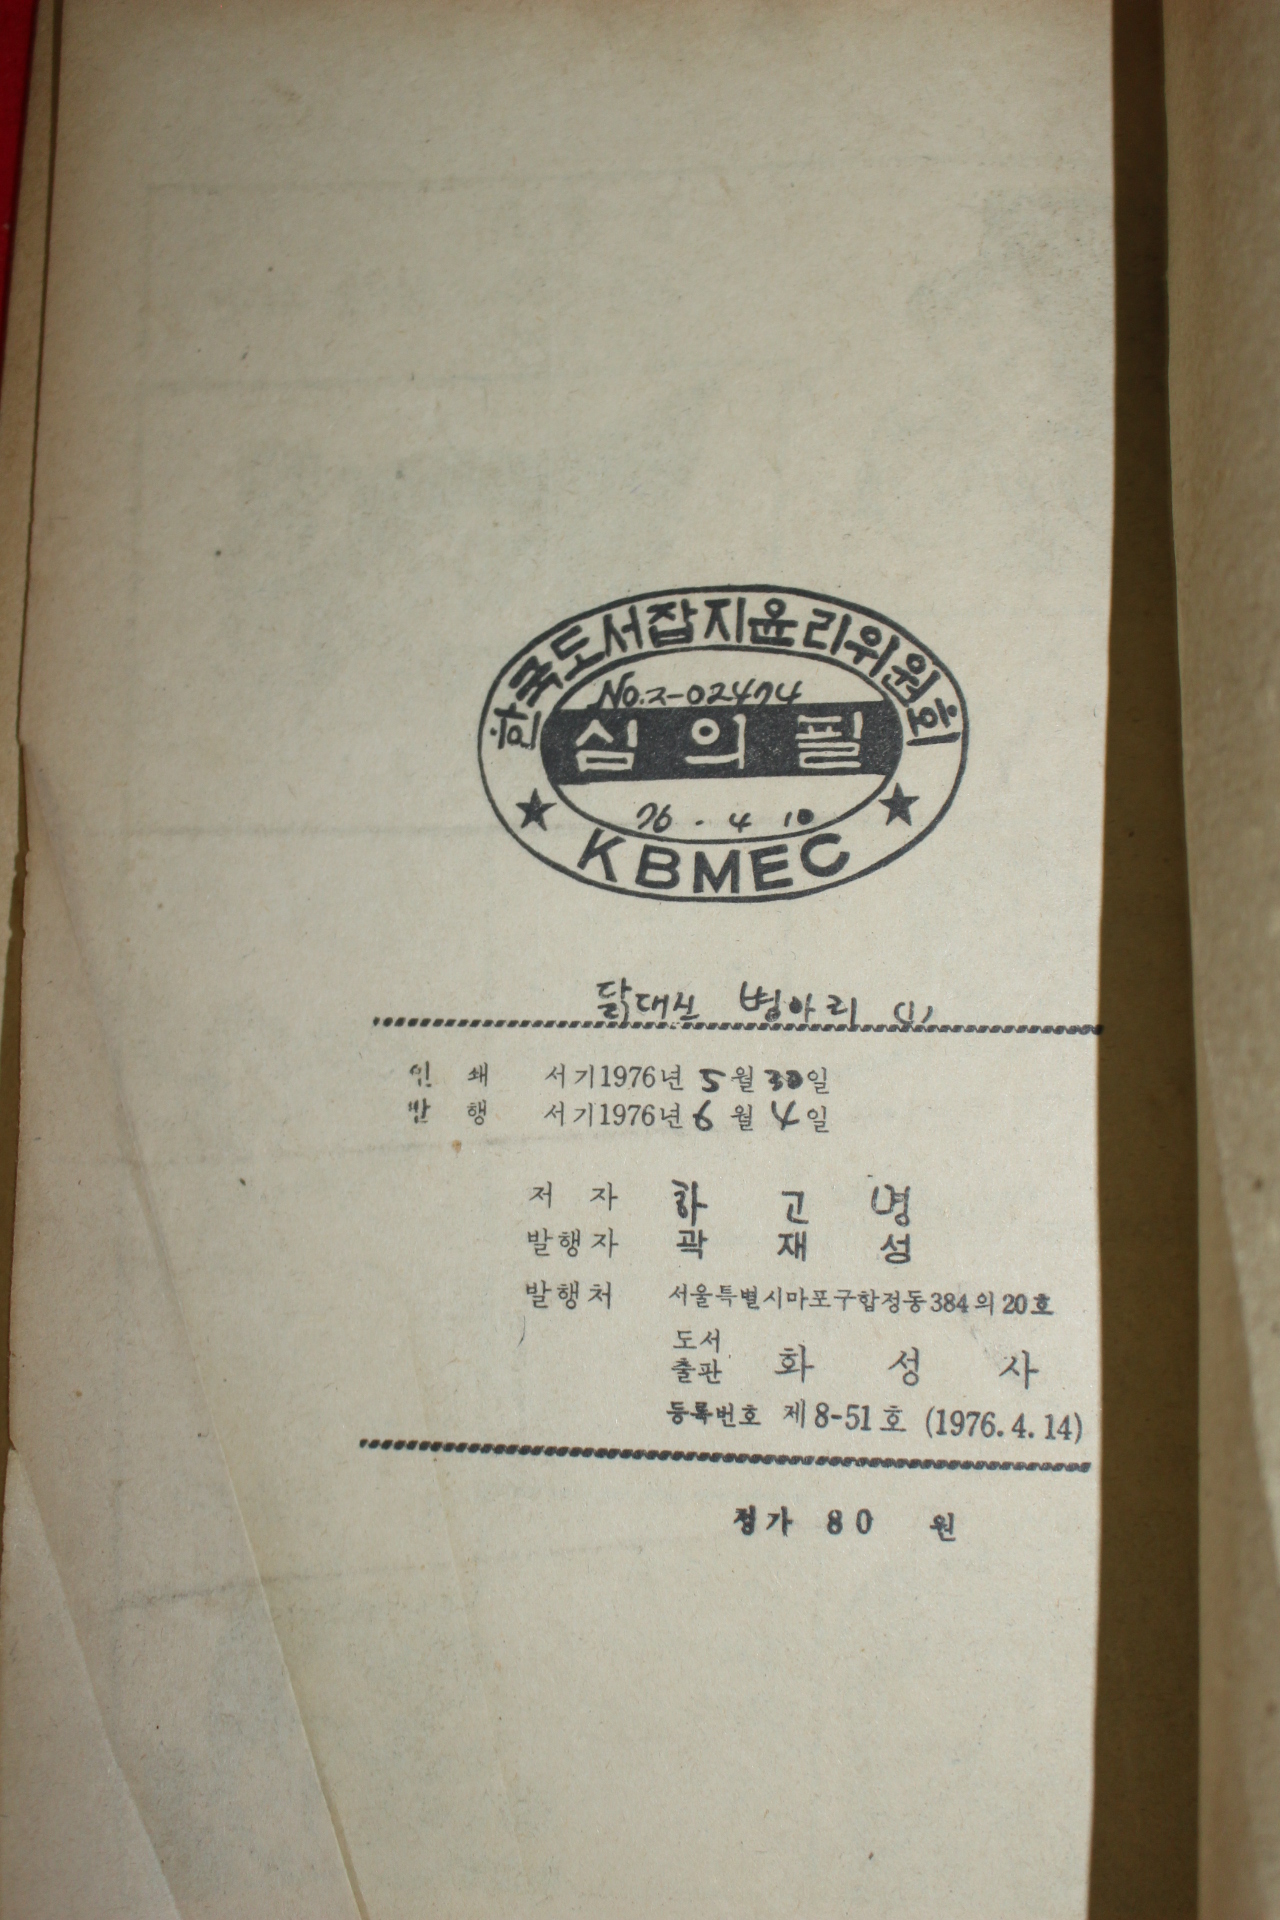 한국도서잡지윤리위원회
No.ㄡ-02474
심의필
76 . 4 10
★ KBMEC ★
닭대신 병아리 (1)
인쇄 서기1976년 5월 30일
발행 서기1976년 6월 4일
저자 하고명
발행자 곽재성
발행처 서울특별시마포구합정동384의20호
도서출판 화성사
등록번호 제8-51호 (1976.4.14)
정가 80 원